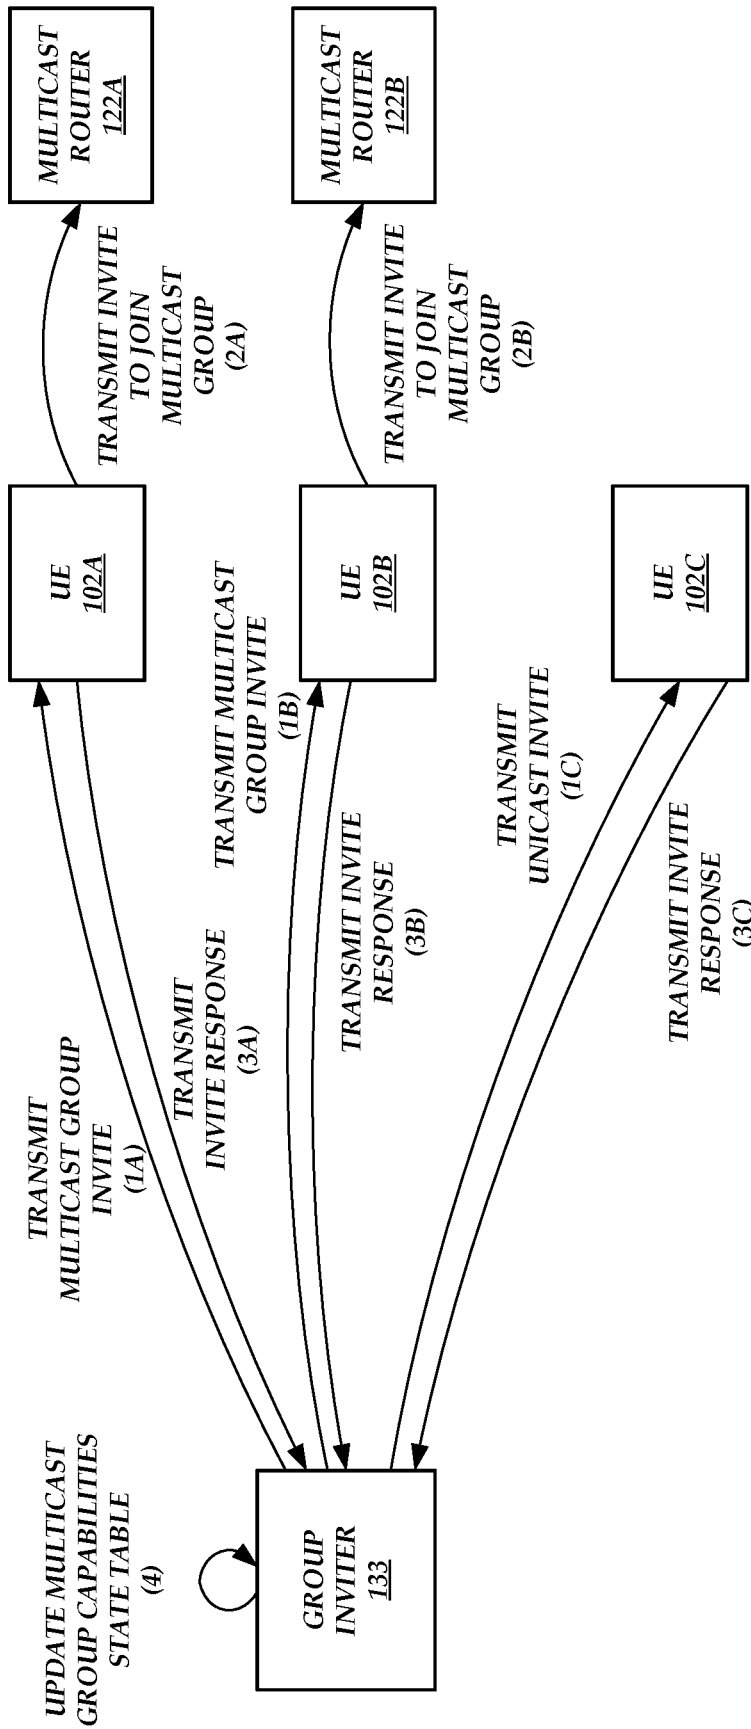 UPDATE MULTICAST
GROUP CAPABILITIES
STATE TABLE
(4)
GROUP
INVITER
133
TRANSMIT
MULTICAST GROUP
INVITE
(1A)
TRANSMIT
INVITE RESPONSE
(3A)
TRANSMIT MULTICAST
GROUP INVITE
(1B)
TRANSMIT INVITE
RESPONSE
(3B)
TRANSMIT
UNICAST INVITE
(1C)
TRANSMIT INVITE
RESPONSE
(3C)
UE
102A
UE
102B
UE
102C
TRANSMIT INVITE
TO JOIN
MULTICAST
GROUP
(2A)
TRANSMIT INVITE
TO JOIN
MULTICAST
GROUP
(2B)
MULTICAST
ROUTER
122A
MULTICAST
ROUTER
122B